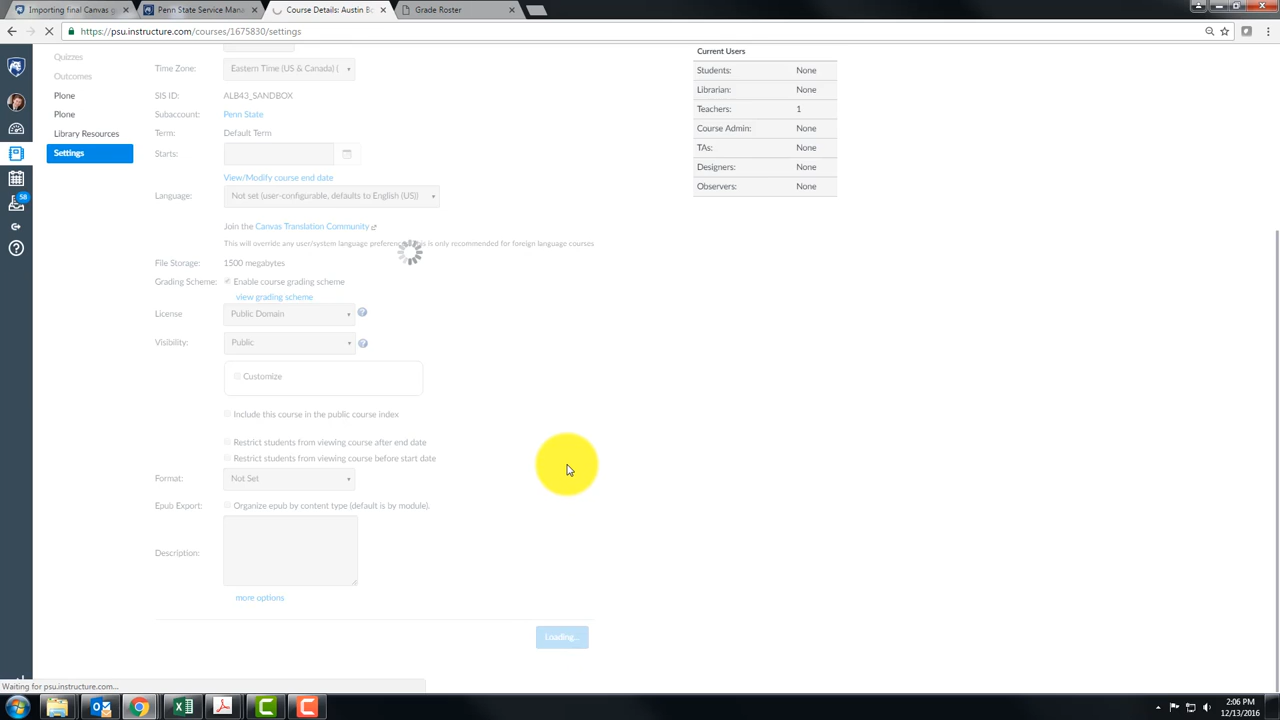 Importing final Canvas g
Penn State Service Mana
Course Details: Austin Bo
Grade Roster
https://psu.instructure.com/courses/1675830/settings
Quizzes
Outcomes
Plone
Plone
Library Resources
Settings
58
Time Zone: Eastern Time (US & Canada) (
SIS ID: ALB43_SANDBOX
Subaccount: Penn State
Term: Default Term
Starts:
View/Modify course end date
Language: Not set (user-configurable, defaults to English (US))
Join the Canvas Translation Community
This will override any user/system language preferences. This is only recommended for foreign language courses
File Storage: 1500 megabytes
Grading Scheme: Enable course grading scheme
view grading scheme
License Public Domain
Visibility: Public
Customize
Include this course in the public course index
Restrict students from viewing course after end date
Restrict students from viewing course before start date
Format: Not Set
Epub Export: Organize epub by content type (default is by module).
Description:
more options
Loading...
Current Users
Students: None
Librarian: None
Teachers: 1
Course Admin: None
TAs: None
Designers: None
Observers: None
Waiting for psu.instructure.com...
2:06 PM
12/13/2016